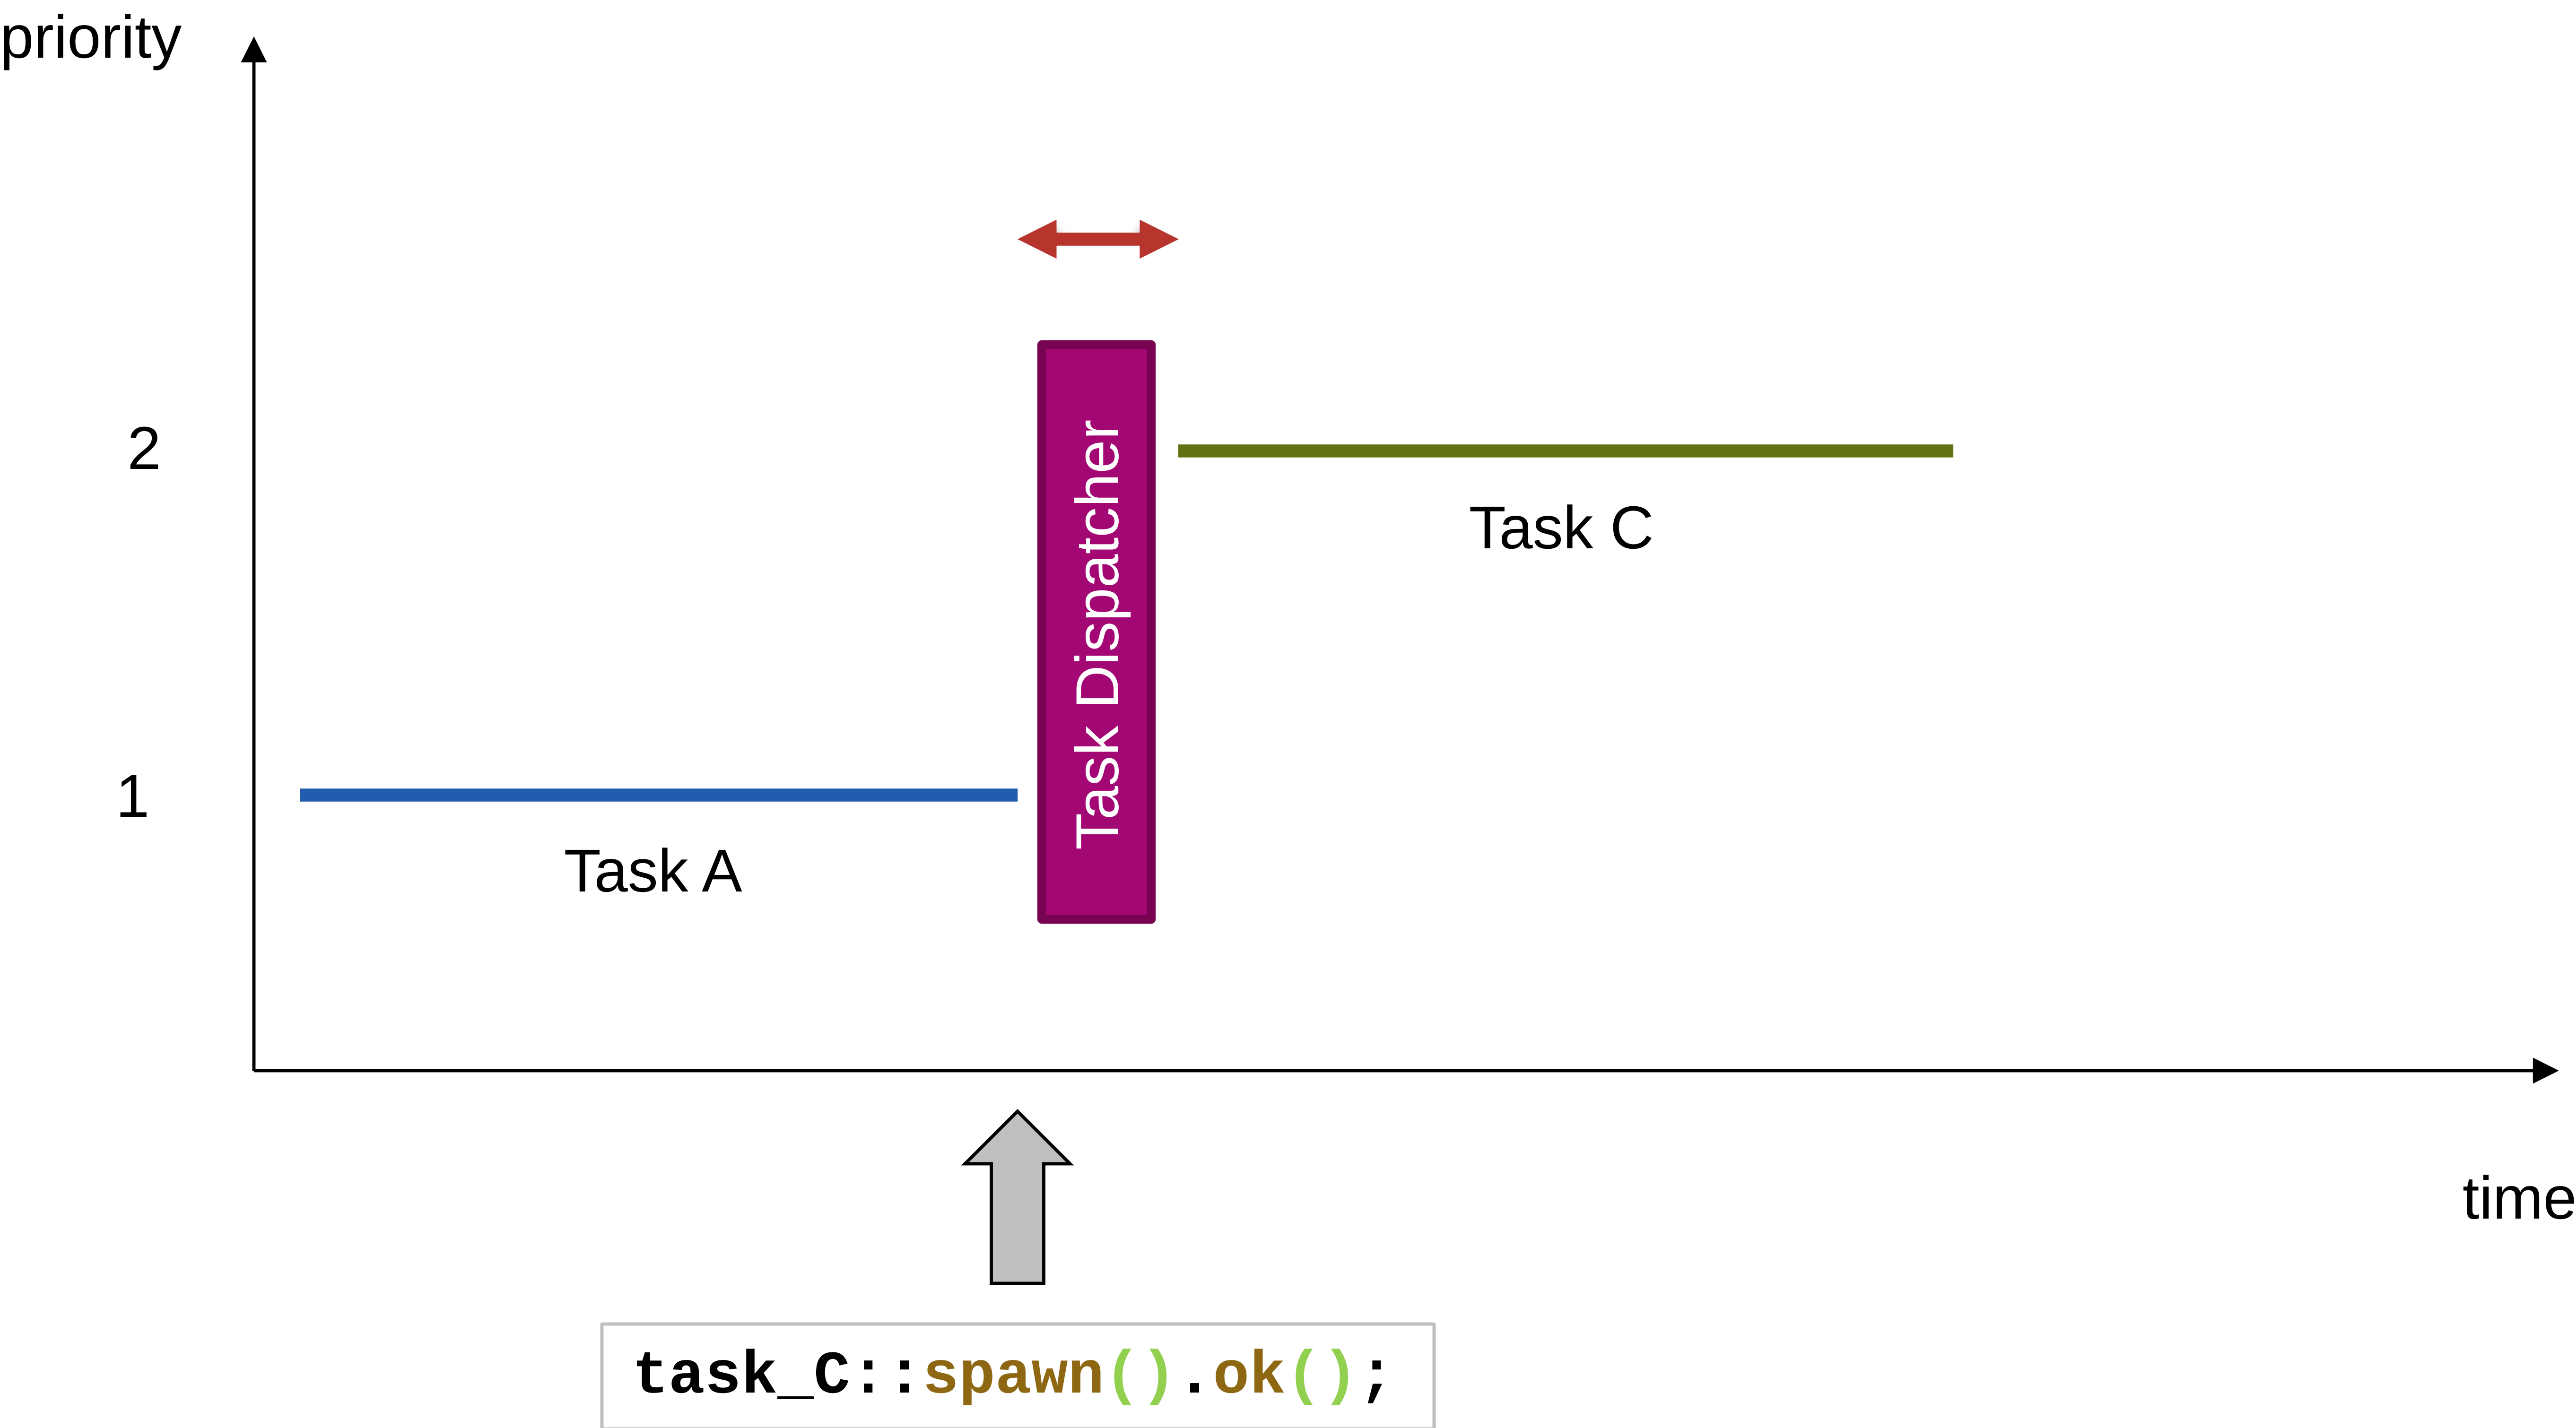 priority
2
Task Dispatcher
Task C
1
Task A
time
task_C::spawn().ok();